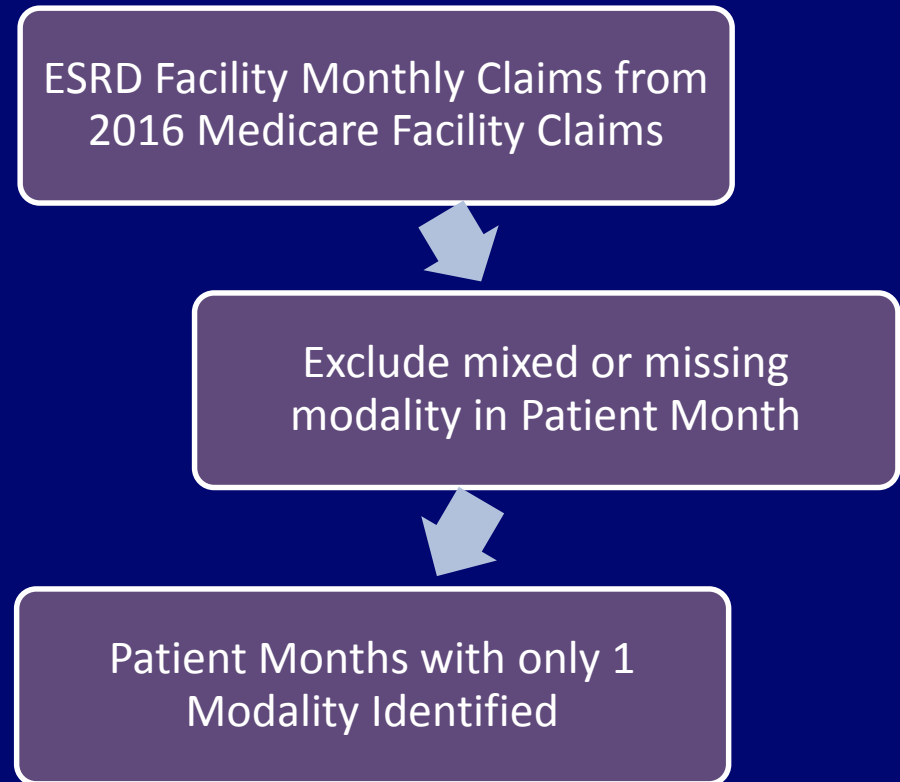 ESRD Facility Monthly Claims from
2016 Medicare Facility Claims
Exclude mixed or missing
modality in Patient Month
Patient Months with only 1
Modality Identified